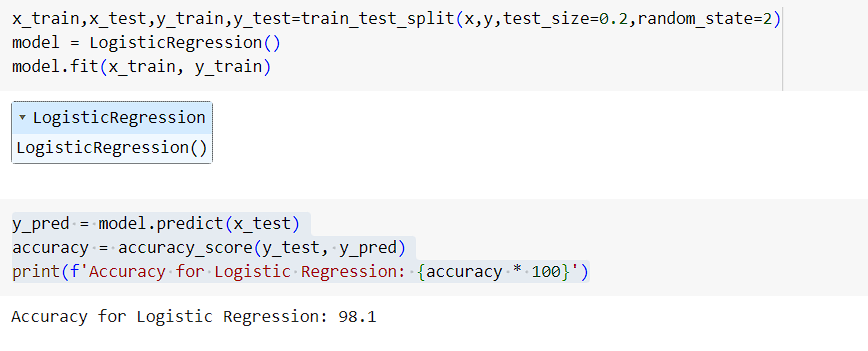 x_train,x_test,y_train,y_test=train_test_split(x,y,test_size=0.2,random_state=2)
model = LogisticRegression()
model.fit(x_train, y_train)
▾ LogisticRegression
LogisticRegression()
y_pred = model.predict(x_test)
accuracy = accuracy_score(y_test, y_pred)
print(f'Accuracy for Logistic Regression: {accuracy * 100}')
Accuracy for Logistic Regression: 98.1